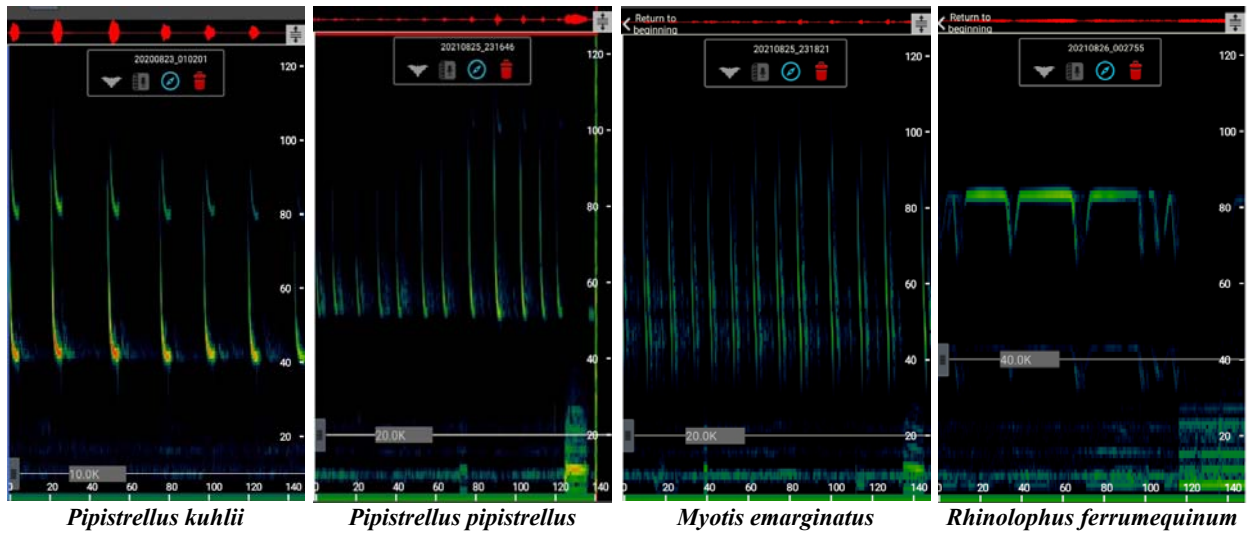 20200823_010201
120
100
80
60
40
20
10.0K
0 20 40 60 80 100 120 140
20210825_231646
120
100
80
60
40
20
20.0K
0 20 40 60 80 100 120 140
Return to
beginning
20210825_231821
120
100
80
60
40
20
20.0K
0 20 40 60 80 100 120 140
Return to
beginning
20210826_002755
120
100
80
60
40
20
40.0K
20 40 60 80 100 120 140
Pipistrellus kuhlii
Pipistrellus pipistrellus
Myotis emarginatus
Rhinolophus ferrumequinum